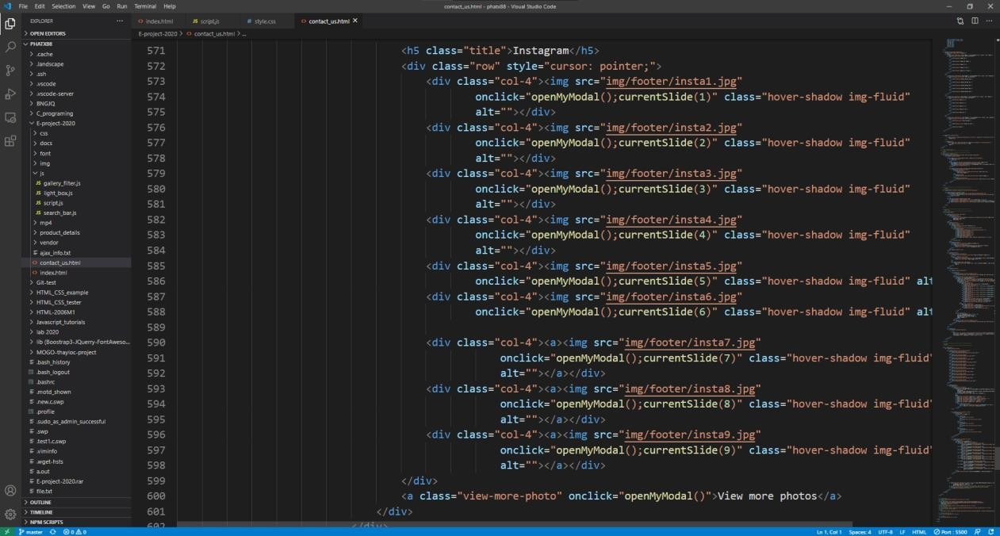 File Edit Selection View Go Run Terminal Help
contact_us.html - phatx88 - Visual Studio Code
EXPLORER
OPEN EDITORS
PHATX88
.cache
.landscape
.ssh
.vscode
.vscode-server
BNGJQ
C_programing
E-project-2020
css
docs
font
img
js
JS gallery_filter.js
JS light_box.js
JS script.js
JS search_bar.js
mp4
product_details
vendor
ajax_info.txt
contact_us.html
index.html
Git-test
HTML_CSS_example
HTML_CSS_tester
HTML-2006M1
Javascript_tutorials
lab 2020
lib (Boostrap3-JQuerry-FontAweso...
MOGO-thayloc-project
.bash_history
.bash_logout
.bashrc
.motd_shown
.new.c.swp
.profile
.sudo_as_admin_successful
.swp
.test1.c.swp
.viminfo
.wget-hsts
a.out
E-project-2020.rar
file.txt
OUTLINE
TIMELINE
NPM SCRIPTS
index.html JS script.js # style.css contact_us.html
E-project-2020 > contact_us.html > ...
571 <h5 class="title">Instagram</h5>
572 <div class="row" style="cursor: pointer;">
573 <div class="col-4"><img src="img/footer/insta1.jpg"
574 onclick="openMyModal();currentSlide(1)" class="hover-shadow img-fluid"
575 alt=""></div>
576 <div class="col-4"><img src="img/footer/insta2.jpg"
577 onclick="openMyModal();currentSlide(2)" class="hover-shadow img-fluid"
578 alt=""></div>
579 <div class="col-4"><img src="img/footer/insta3.jpg"
580 onclick="openMyModal();currentSlide(3)" class="hover-shadow img-fluid"
581 alt=""></div>
582 <div class="col-4"><img src="img/footer/insta4.jpg"
583 onclick="openMyModal();currentSlide(4)" class="hover-shadow img-fluid"
584 alt=""></div>
585 <div class="col-4"><img src="img/footer/insta5.jpg"
586 onclick="openMyModal();currentSlide(5)" class="hover-shadow img-fluid" alt
587 <div class="col-4"><img src="img/footer/insta6.jpg"
588 onclick="openMyModal();currentSlide(6)" class="hover-shadow img-fluid" alt
589
590 <div class="col-4"><a><img src="img/footer/insta7.jpg"
591 onclick="openMyModal();currentSlide(7)" class="hover-shadow img-fluid"
592 alt=""></a></div>
593 <div class="col-4"><a><img src="img/footer/insta8.jpg"
594 onclick="openMyModal();currentSlide(8)" class="hover-shadow img-fluid"
595 alt=""></a></div>
596 <div class="col-4"><a><img src="img/footer/insta9.jpg"
597 onclick="openMyModal();currentSlide(9)" class="hover-shadow img-fluid"
598 alt=""></a></div>
599 </div>
600 <a class="view-more-photo" onclick="openMyModal()">View more photos</a>
601 </div>
602 </div>
master 0 0 Ln 1, Col 1 Spaces: 4 UTF-8 LF HTML Port : 5500